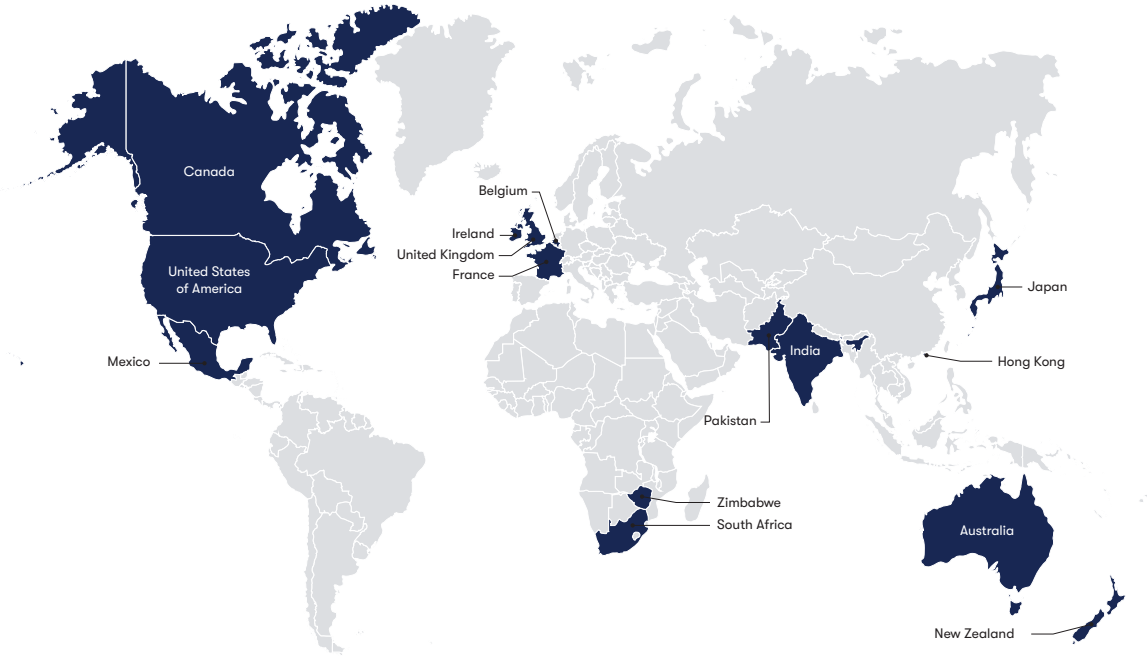 Canada
Belgium
Ireland
United Kingdom
France
United States
of America
Japan
Mexico
India
Hong Kong
Pakistan
Zimbabwe
South Africa
Australia
New Zealand